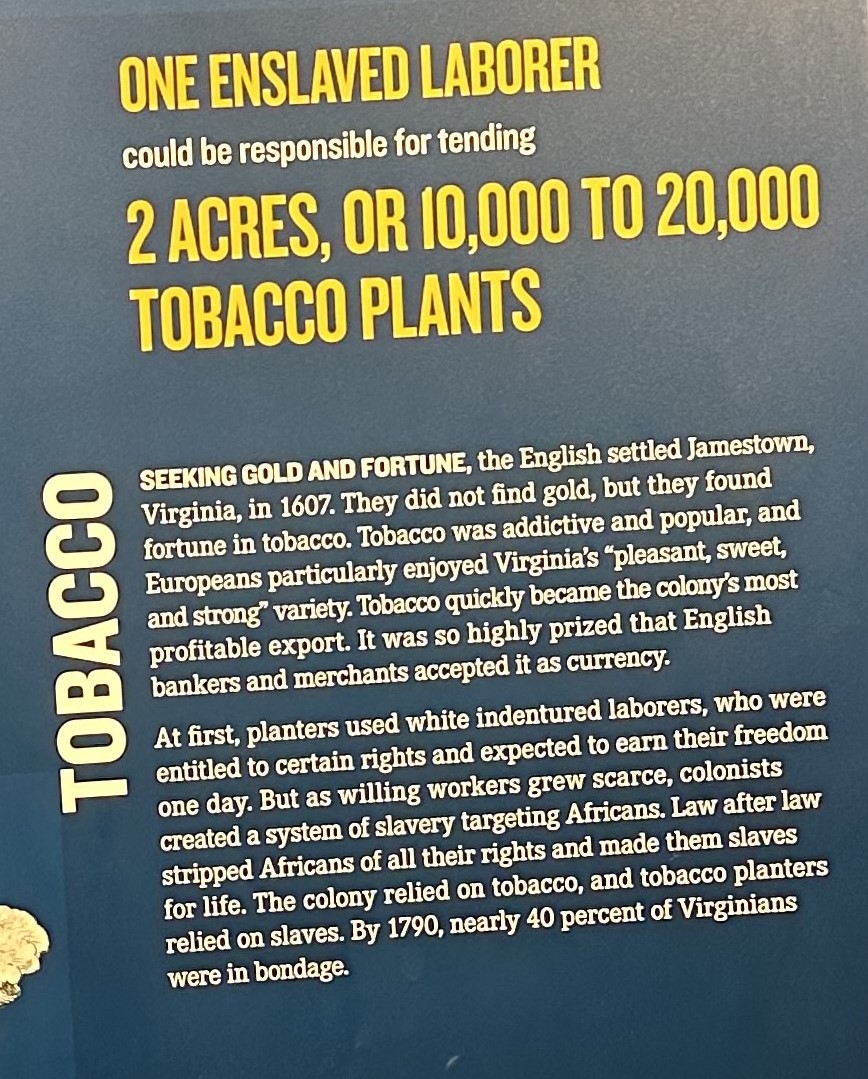 ONE ENSLAVED LABORER
could be responsible for tending
2 ACRES, OR 10,000 TO 20,000
TOBACCO PLANTS
TOBACCO
SEEKING GOLD AND FORTUNE, the English settled Jamestown,
Virginia, in 1607. They did not find gold, but they found
fortune in tobacco. Tobacco was addictive and popular, and
Europeans particularly enjoyed Virginia's “pleasant, sweet,
and strong” variety. Tobacco quickly became the colony's most
profitable export. It was so highly prized that English
bankers and merchants accepted it as currency.
At first, planters used white indentured laborers, who were
entitled to certain rights and expected to earn their freedom
one day. But as willing workers grew scarce, colonists
created a system of slavery targeting Africans. Law after law
stripped Africans of all their rights and made them slaves
for life. The colony relied on tobacco, and tobacco planters
relied on slaves. By 1790, nearly 40 percent of Virginians
were in bondage.